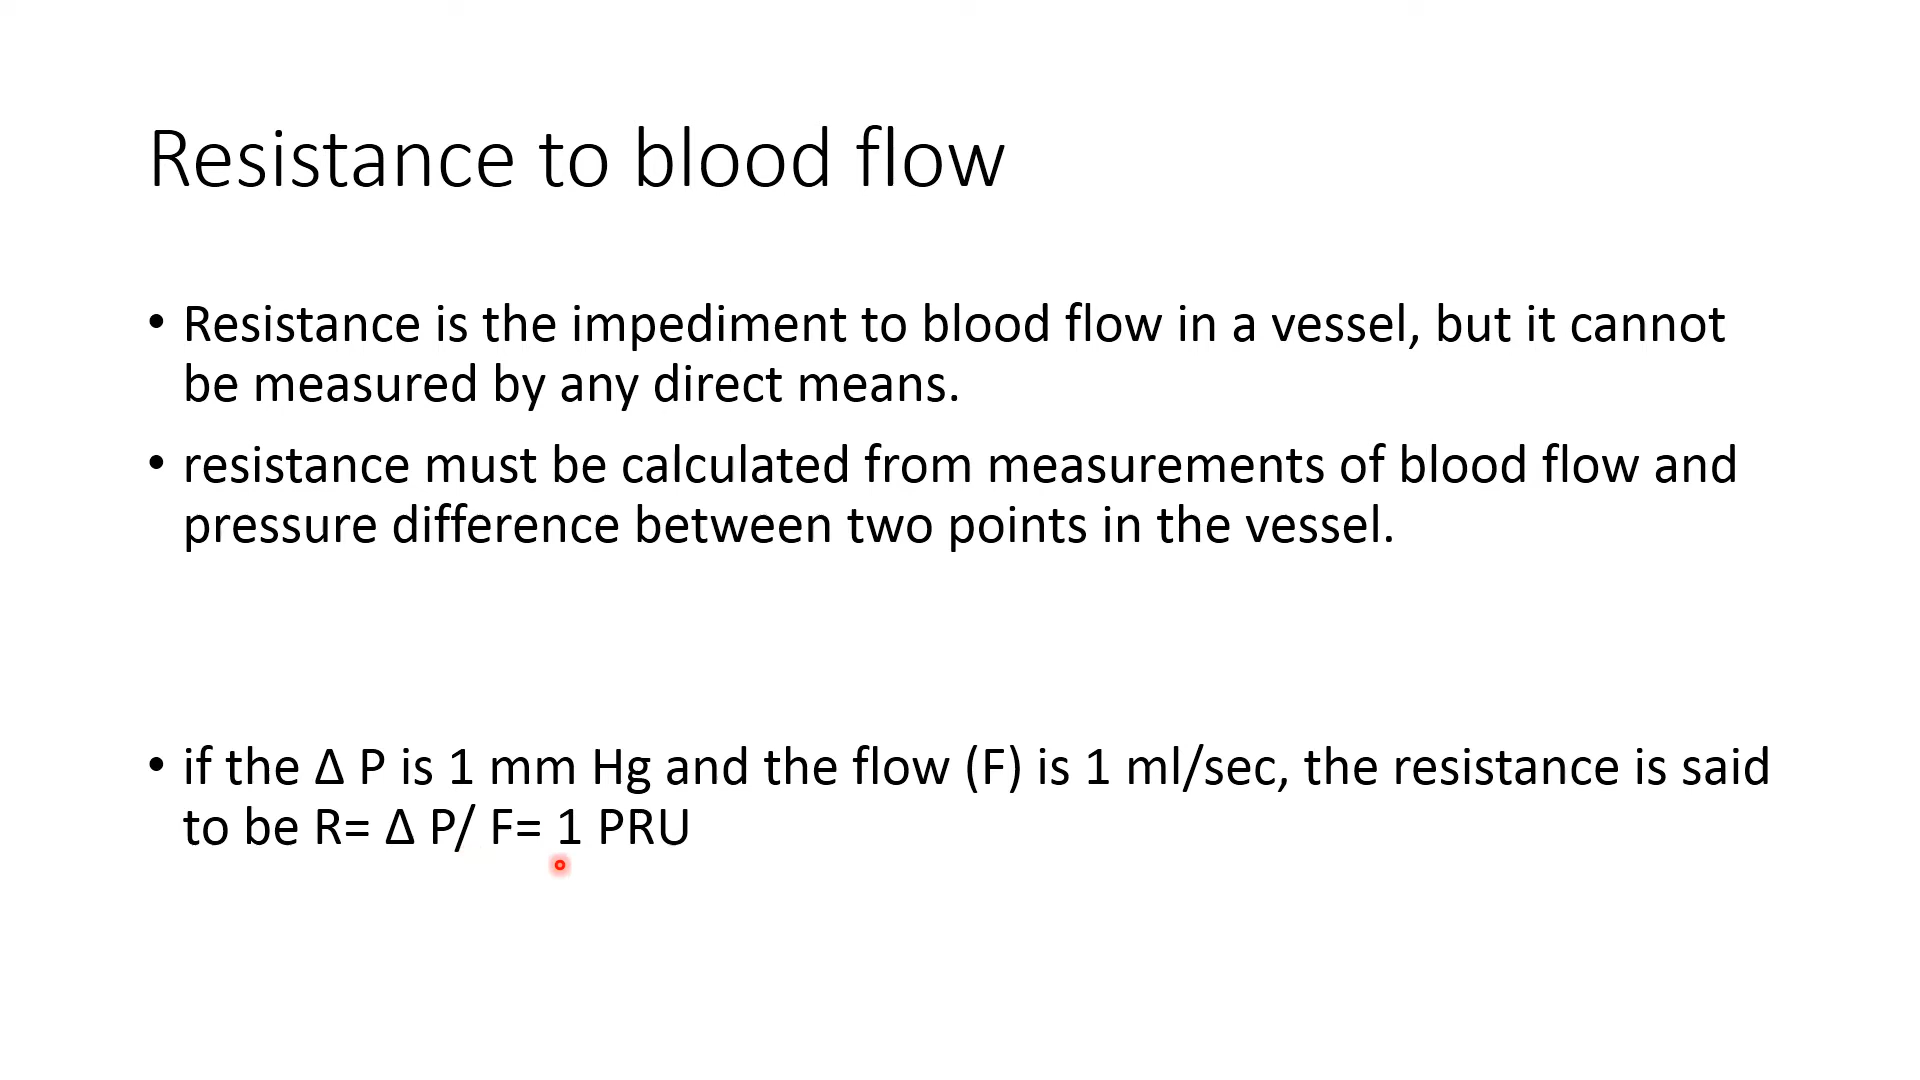 Resistance to blood flow
• Resistance is the impediment to blood flow in a vessel, but it cannot
be measured by any direct means.
• resistance must be calculated from measurements of blood flow and
pressure difference between two points in the vessel.
• if the Δ P is 1 mm Hg and the flow (F) is 1 ml/sec, the resistance is said
to be R= Δ P/ F= 1 PRU